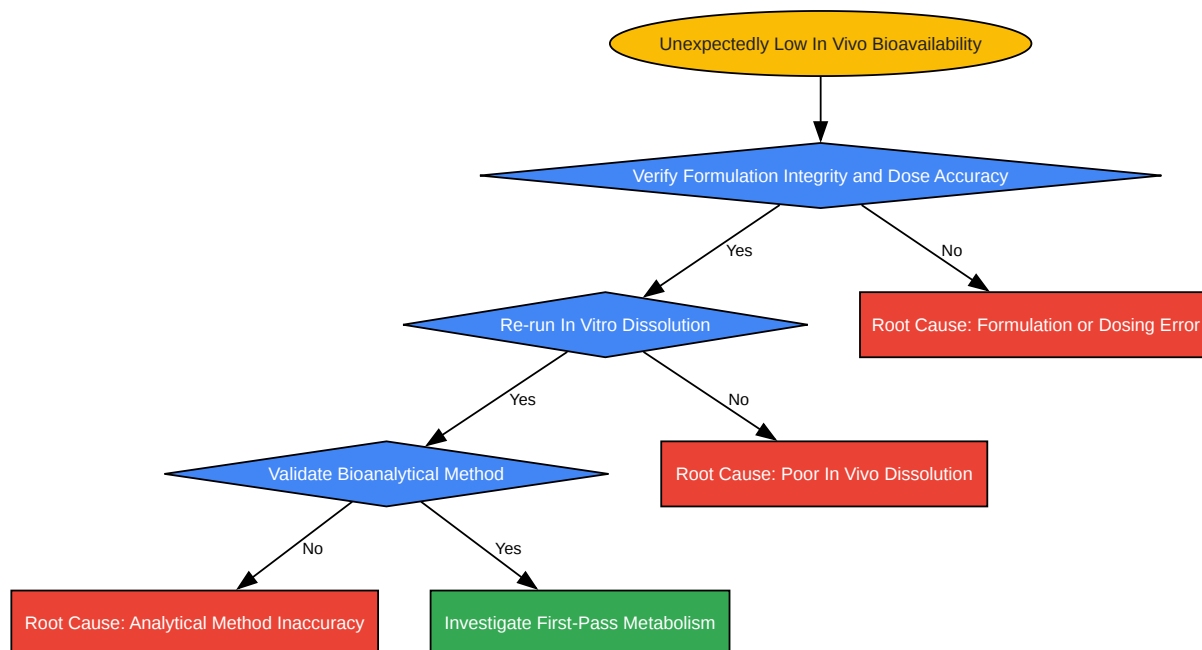 Unexpectedly Low In Vivo Bioavailability
Verify Formulation Integrity and Dose Accuracy
Yes
No
Re-run In Vitro Dissolution
Root Cause: Formulation or Dosing Error
Yes
No
Validate Bioanalytical Method
Root Cause: Poor In Vivo Dissolution
No
Yes
Root Cause: Analytical Method Inaccuracy
Investigate First-Pass Metabolism